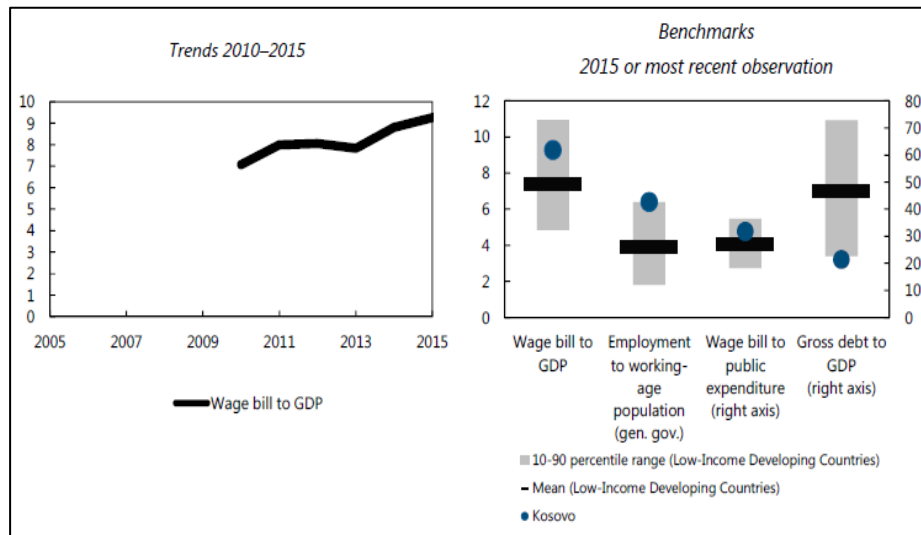 Trends 2010–2015
10
9
8
7
6
5
4
3
2
1
0
2005 2007 2009 2011 2013 2015
Wage bill to GDP
Benchmarks
2015 or most recent observation
12
10
8
6
4
2
0
80
70
60
50
40
30
20
10
0
Wage bill to Employment Wage bill to Gross debt to
GDP to working- public GDP
age expenditure (right axis)
population (right axis)
(gen. gov.)
10-90 percentile range (Low-Income Developing Countries)
Mean (Low-Income Developing Countries)
Kosovo